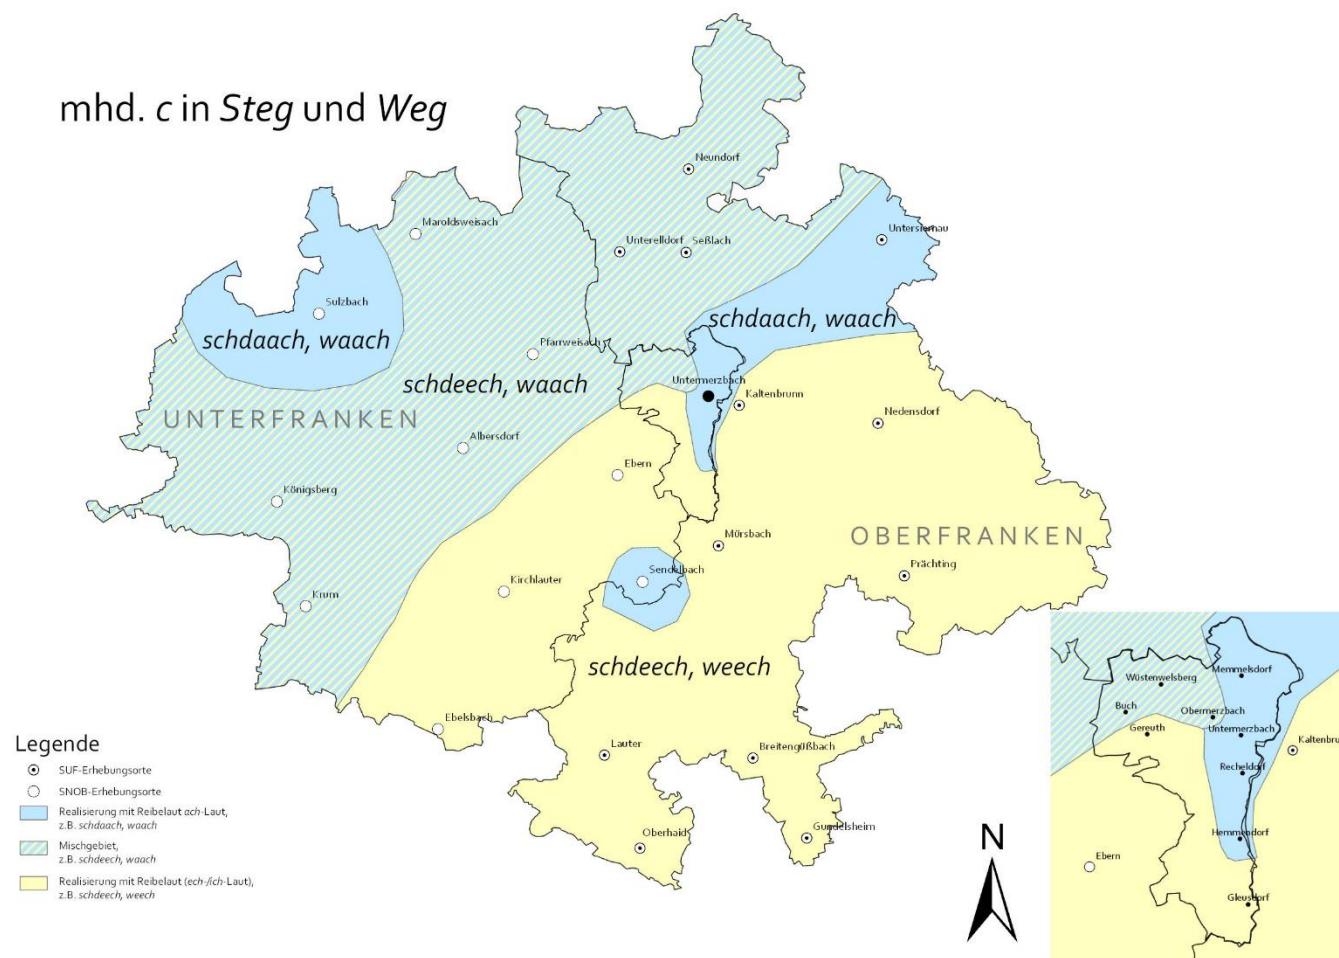 mhd. c in Steg und Weg
Neundorf
Maroldsweisach
Unterelldorf
Seßlach
Untersiemau
Sulzbach
schdaach, waach
schdaach, waach
Pfarrweisach
schdeech, waach
Untermerzbach
Kaltenbrunn
UNTERFRANKEN
Nedensdorf
Albersdorf
Ebern
Königsberg
Mürsbach
OBERFRANKEN
Prächting
Sendelbach
Kirchlauter
Krum
schdeech, weech
Ebelsbach
Lauter
Breitengüßbach
Oberhaid
Gundelsheim
Legende
SUF-Erhebungsorte
SNOB-Erhebungsorte
Realisierung mit Reibelaut ach-Laut,
z.B. schdaach, waach
Mischgebiet,
z.B. schdeech, waach
Realisierung mit Reibelaut (ech-/ich-Laut),
z.B. schdeech, weech
N
Memmelsdorf
Wüstenwelsberg
Buch
Obermerzbach
Gereuth
Untermerzbach
Kaltenbru
Recheldorf
Hemmendorf
Ebern
Gleusdorf